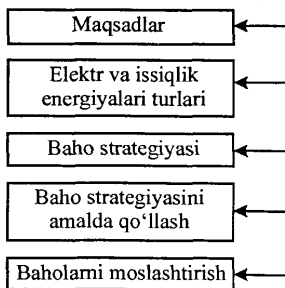 Maqsadlar
Elektr va issiqlik
energiyalari turlari
Baho strategiyasi
Baho strategiyasini
amalda qo‘llash
Baholarni moslashtirish